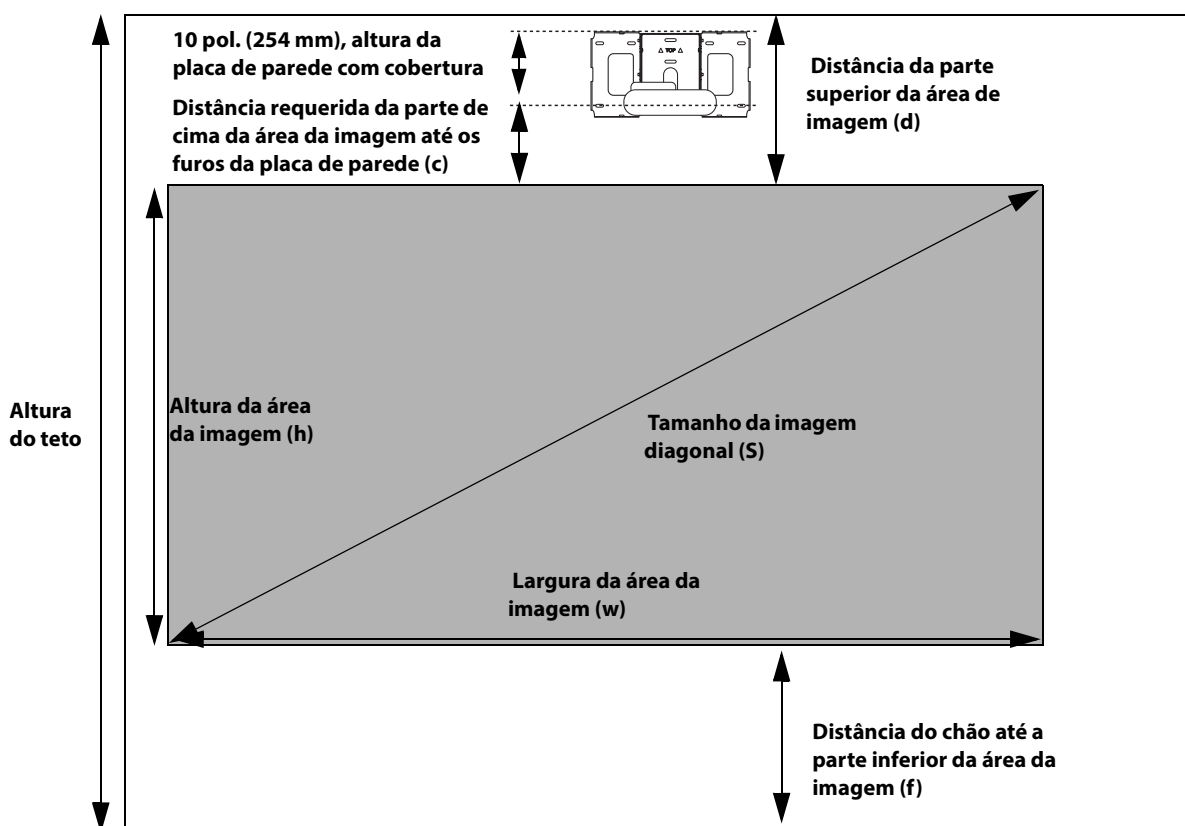 10 pol. (254 mm), altura da
placa de parede com cobertura
Distância requerida da parte de
cima da área da imagem até os
furos da placa de parede (c)
△ TOP △
Distância da parte
superior da área de
imagem (d)
Altura
do teto
Altura da área
da imagem (h)
Tamanho da imagem
diagonal (S)
Largura da área da
imagem (w)
Distância do chão até a
parte inferior da área da
imagem (f)